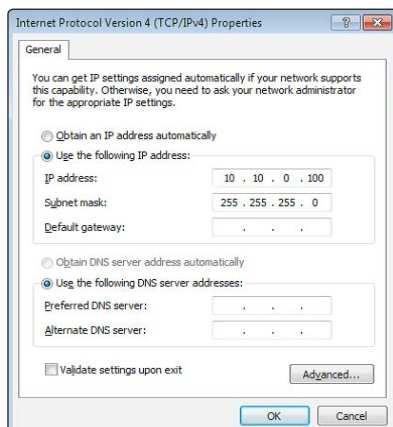 Internet Protocol Version 4 (TCP/IPv4) Properties
General
You can get IP settings assigned automatically if your network supports
this capability. Otherwise, you need to ask your network administrator
for the appropriate IP settings.
Obtain an IP address automatically
Use the following IP address:
IP address: 10 . 10 . 0 . 100
Subnet mask: 255 . 255 . 255 . 0
Default gateway: . . .
Obtain DNS server address automatically
Use the following DNS server addresses:
Preferred DNS server: . . .
Alternate DNS server: . . .
Validate settings upon exit
Advanced...
OK Cancel